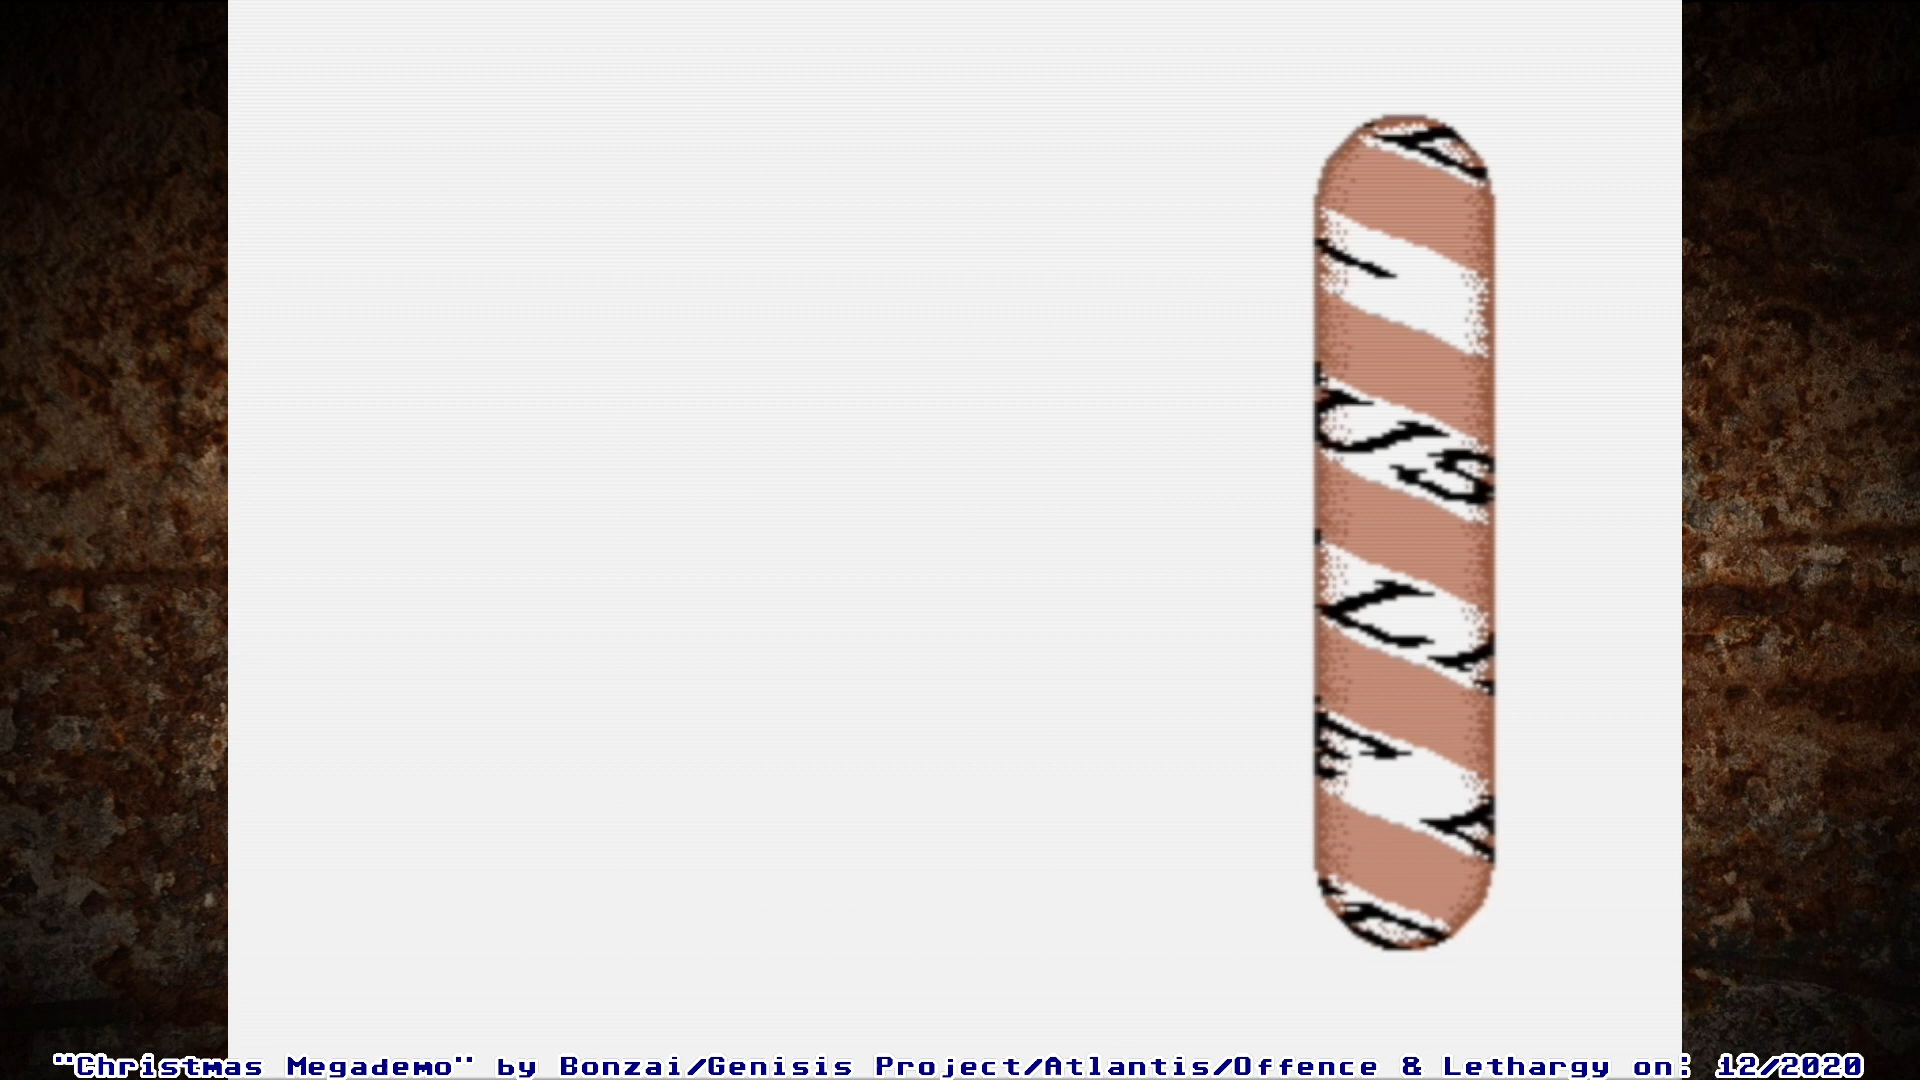 "Christmas Megademo" by Bonzai/Genisis Project/Atlantis/Offence & Lethargy on: 12/2020